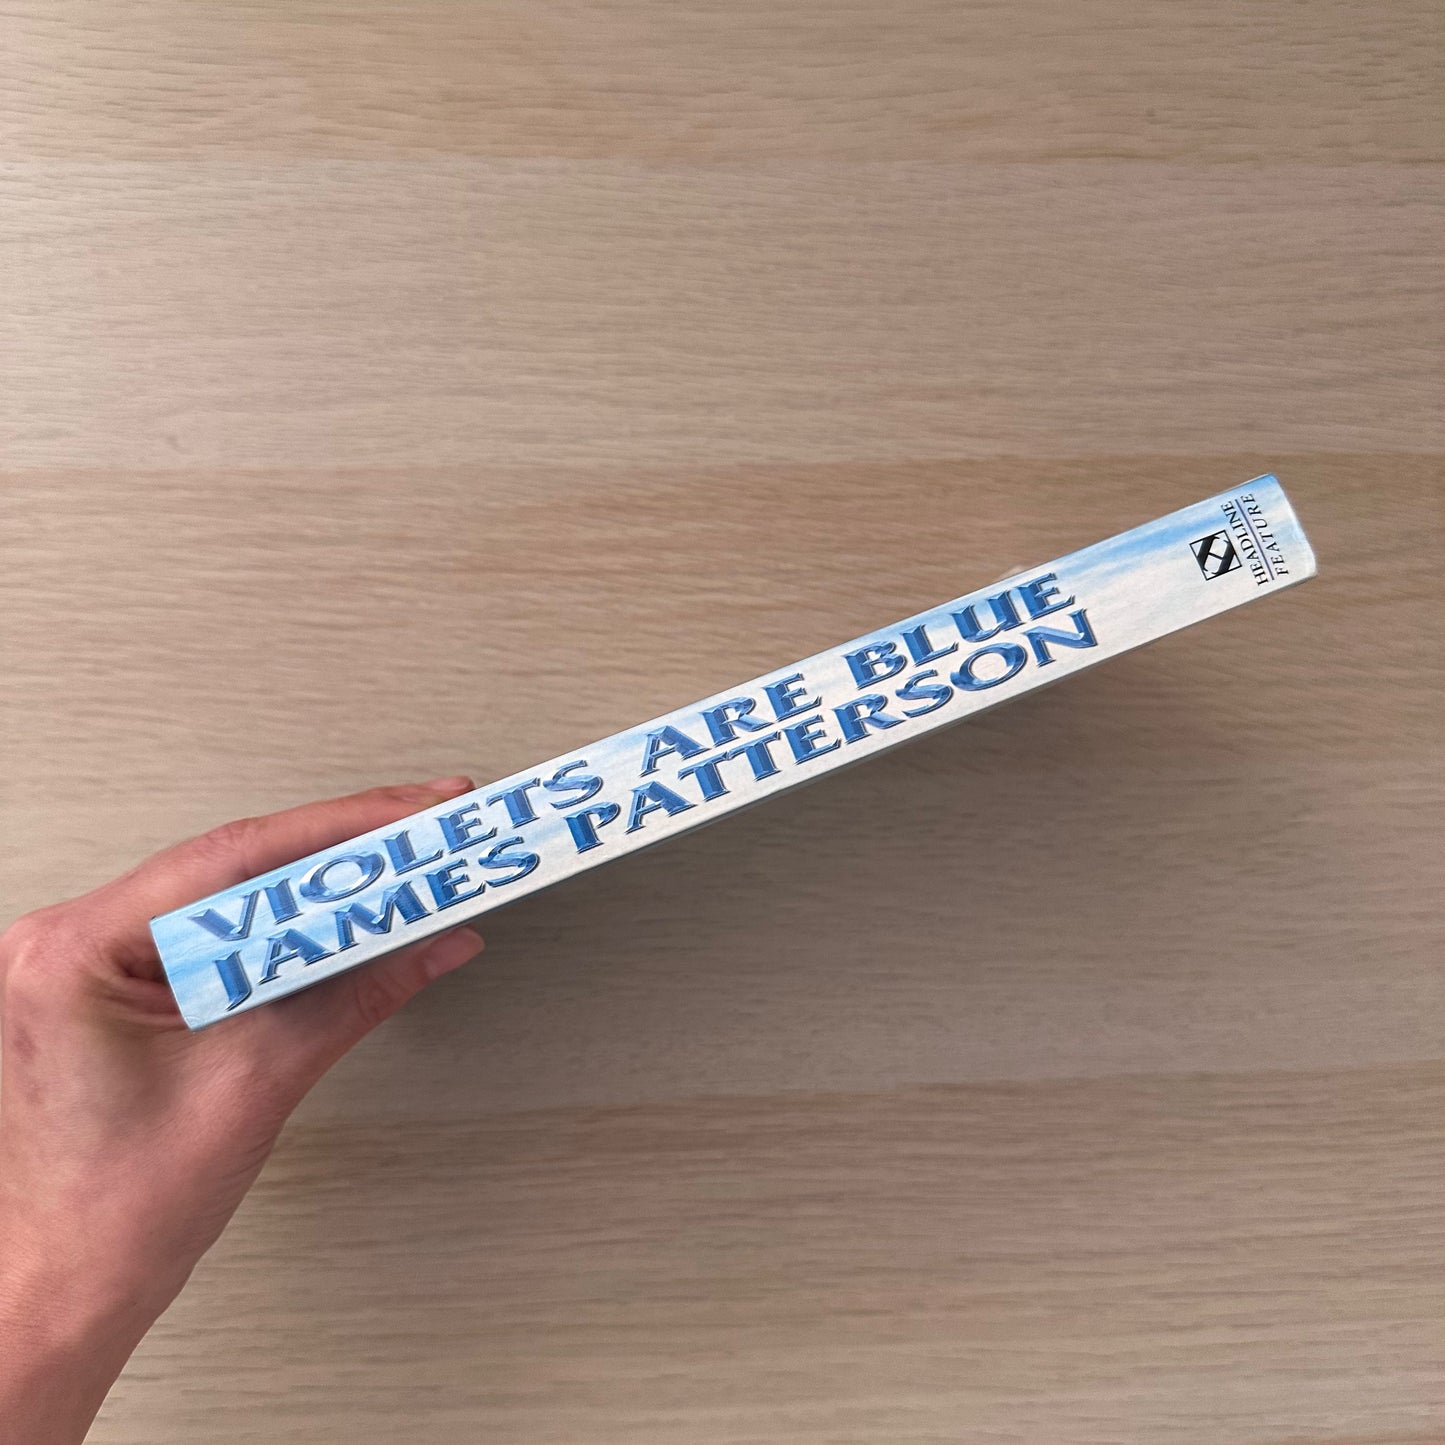 VIOLETS ARE BLUE
JAMES PATTERSON
HEADLINE
FEATURE